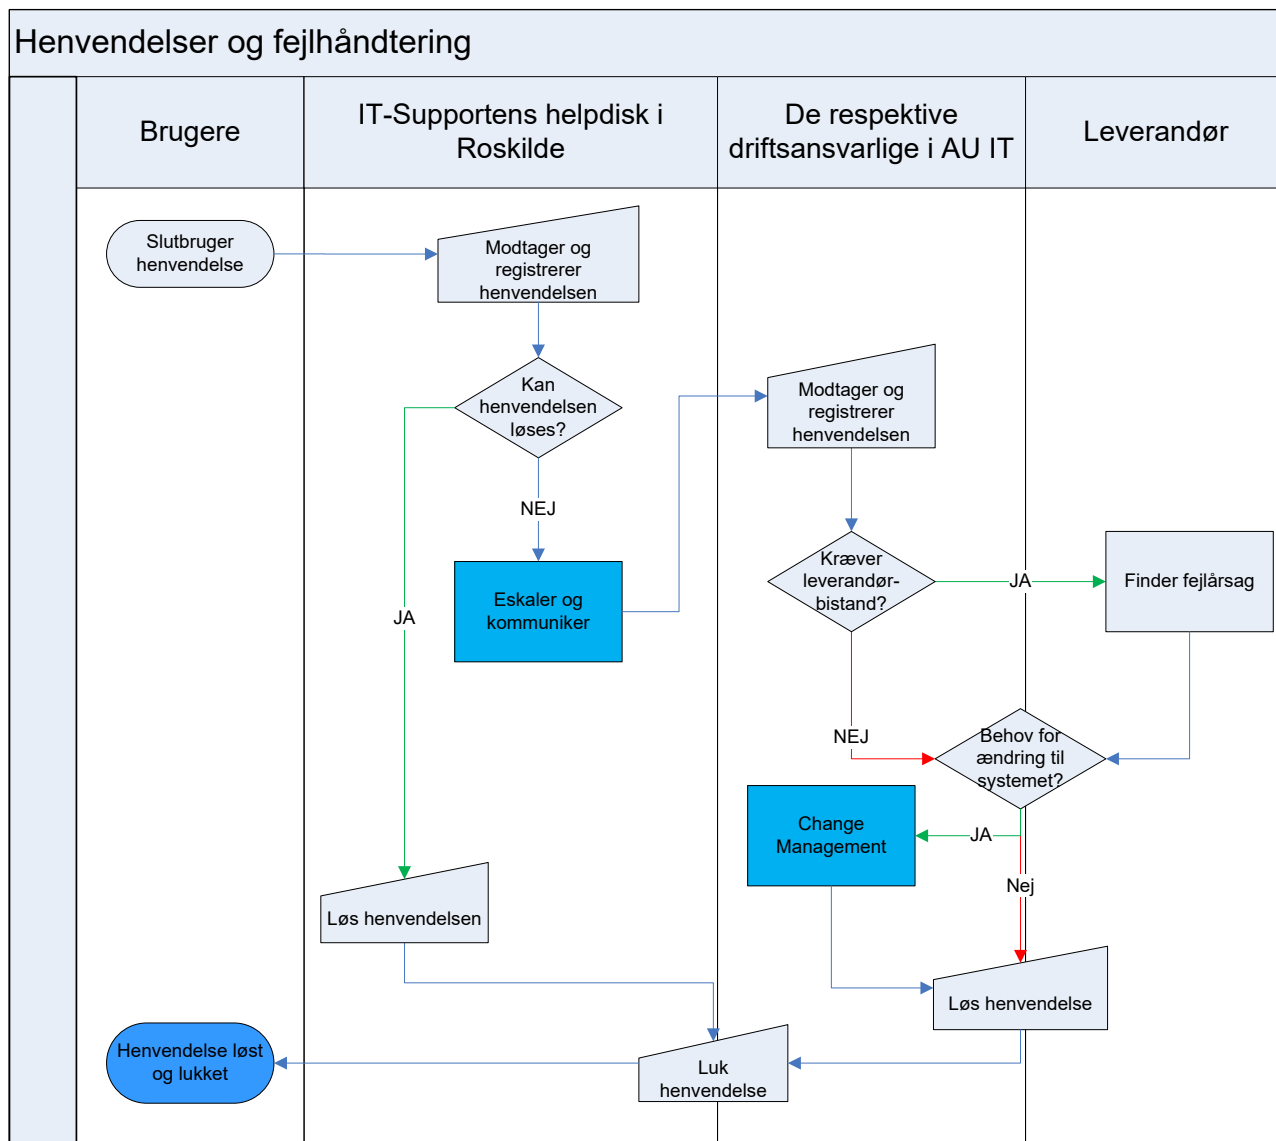 Henvendelser og fejlhåndtering
Brugere
IT-Supportens helpdisk i
Roskilde
De respektive
driftsansvarlige i AU IT
Leverandør
Slutbruger
henvendelse
Modtager og
registrerer
henvendelsen
Kan
henvendelsen
løses?
NEJ
JA
Eskaler og
kommuniker
Modtager og
registrerer
henvendelsen
Kræver
leverandør-
bistand?
JA
Finder fejlårsag
NEJ
Behov for
ændring til
systemet?
Change
Management
JA
Nej
Løs henvendelsen
Løs henvendelse
Henvendelse løst
og lukket
Luk
henvendelse